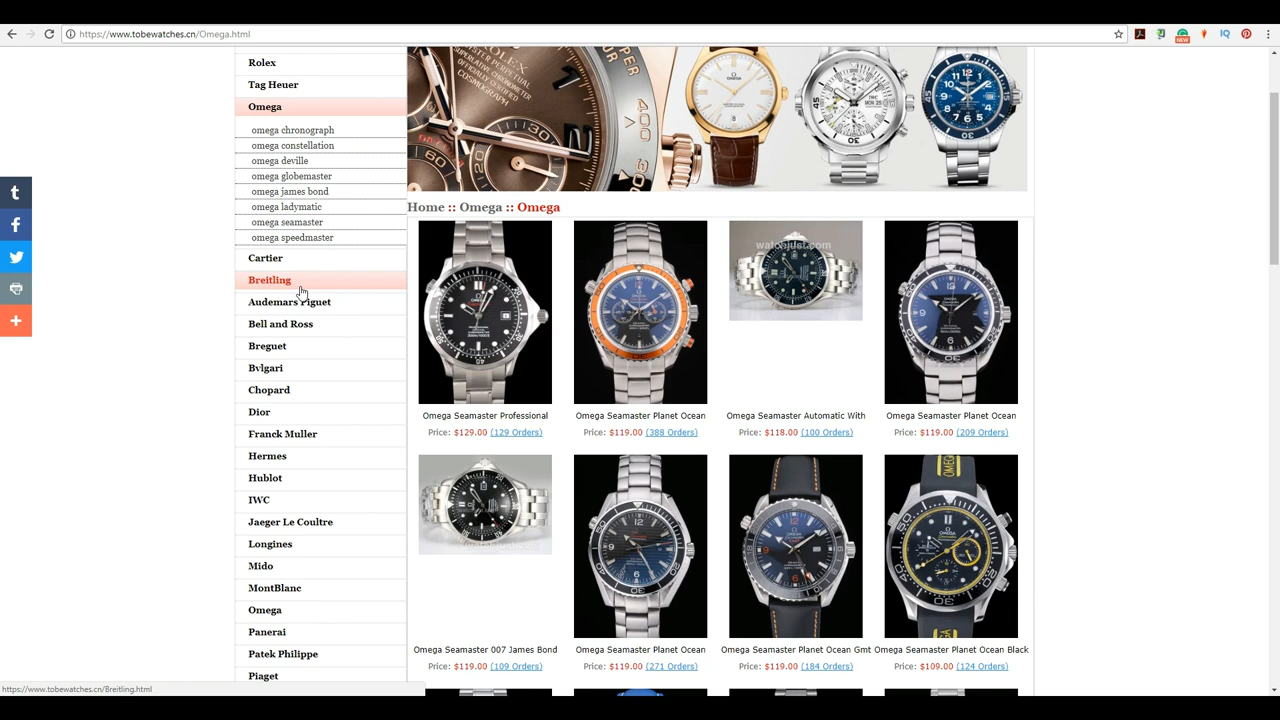 https://www.tobewatches.cn/Omega.html
NEW
Rolex
Tag Heuer
Omega
omega chronograph
omega constellation
omega deville
omega globemaster
omega james bond
omega ladymatic
omega seamaster
omega speedmaster
Cartier
Breitling
Audemars Piguet
Bell and Ross
Breguet
Bvlgari
Chopard
Dior
Franck Muller
Hermes
Hublot
IWC
Jaeger Le Coultre
Longines
Mido
MontBlanc
Omega
Panerai
Patek Philippe
Piaget
400
60
30
Home :: Omega :: Omega
watchjust.com
Omega Seamaster Professional
Omega Seamaster Planet Ocean
Omega Seamaster Automatic With
Omega Seamaster Planet Ocean
Price: $129.00 (129 Orders)
Price: $119.00 (388 Orders)
Price: $118.00 (100 Orders)
Price: $119.00 (209 Orders)
Omega Seamaster 007 James Bond
Omega Seamaster Planet Ocean
Omega Seamaster Planet Ocean Gmt
Omega Seamaster Planet Ocean Black
Price: $119.00 (109 Orders)
Price: $119.00 (271 Orders)
Price: $119.00 (184 Orders)
Price: $109.00 (124 Orders)
https://www.tobewatches.cn/Breitling.html